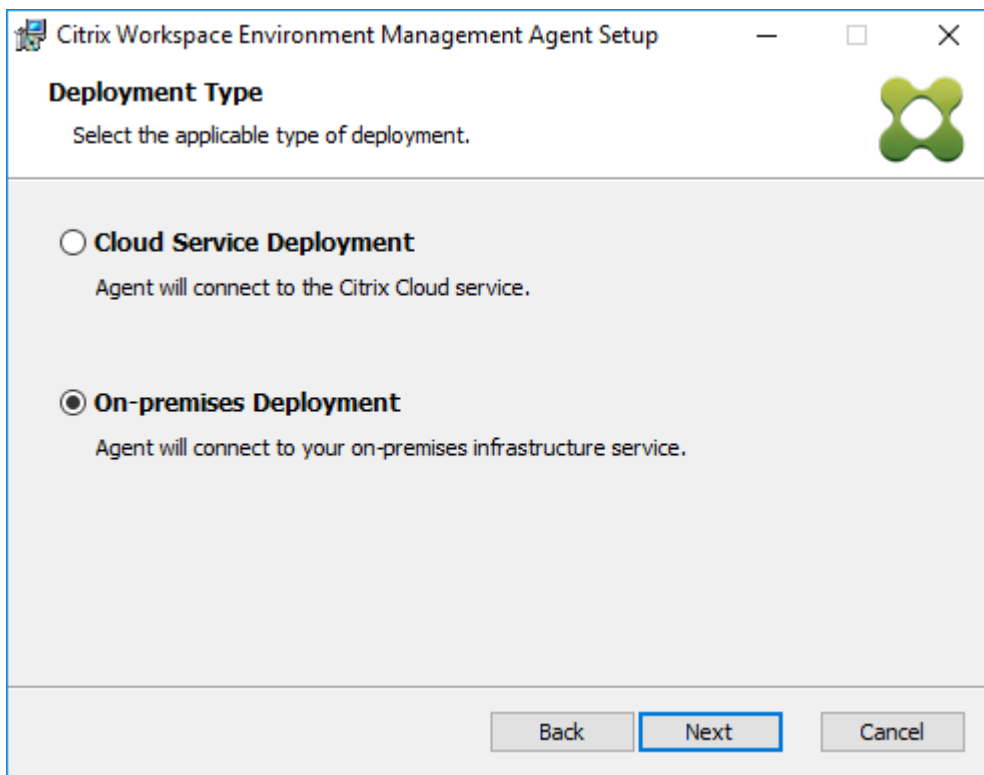 Citrix Workspace Environment Management Agent Setup
Deployment Type
Select the applicable type of deployment.
Cloud Service Deployment
Agent will connect to the Citrix Cloud service.
On-premises Deployment
Agent will connect to your on-premises infrastructure service.
Back Next Cancel